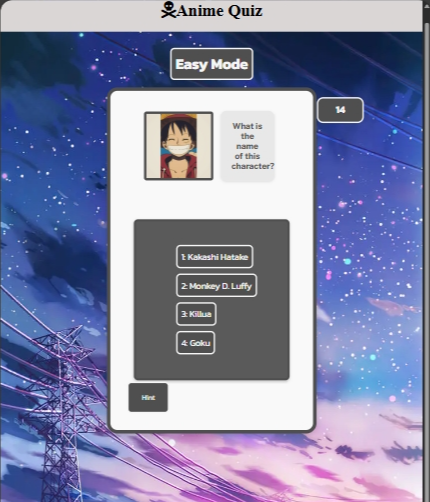 ☠Anime Quiz
Easy Mode
14
What is
the
name
of this
character?
1: Kakashi Hatake
2: Monkey D. Luffy
3: Killua
4: Goku
Hint